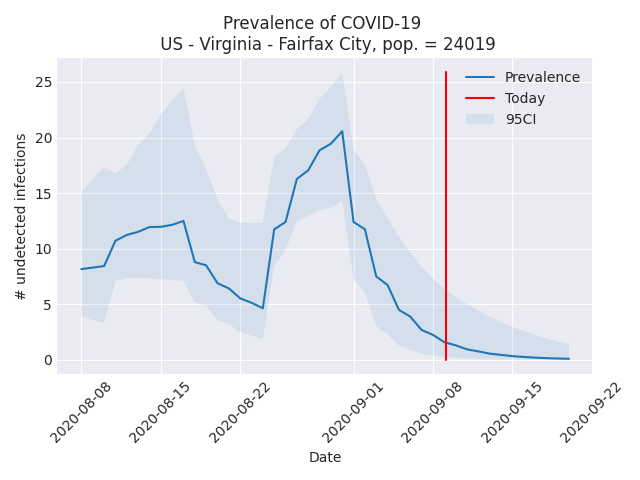 Prevalence of COVID-19
US - Virginia - Fairfax City, pop. = 24019
Prevalence
Today
95CI
# undetected infections
25
20
15
10
5
0
2020-08-08
2020-08-15
2020-08-22
2020-09-01
2020-09-08
2020-09-15
2020-09-22
Date